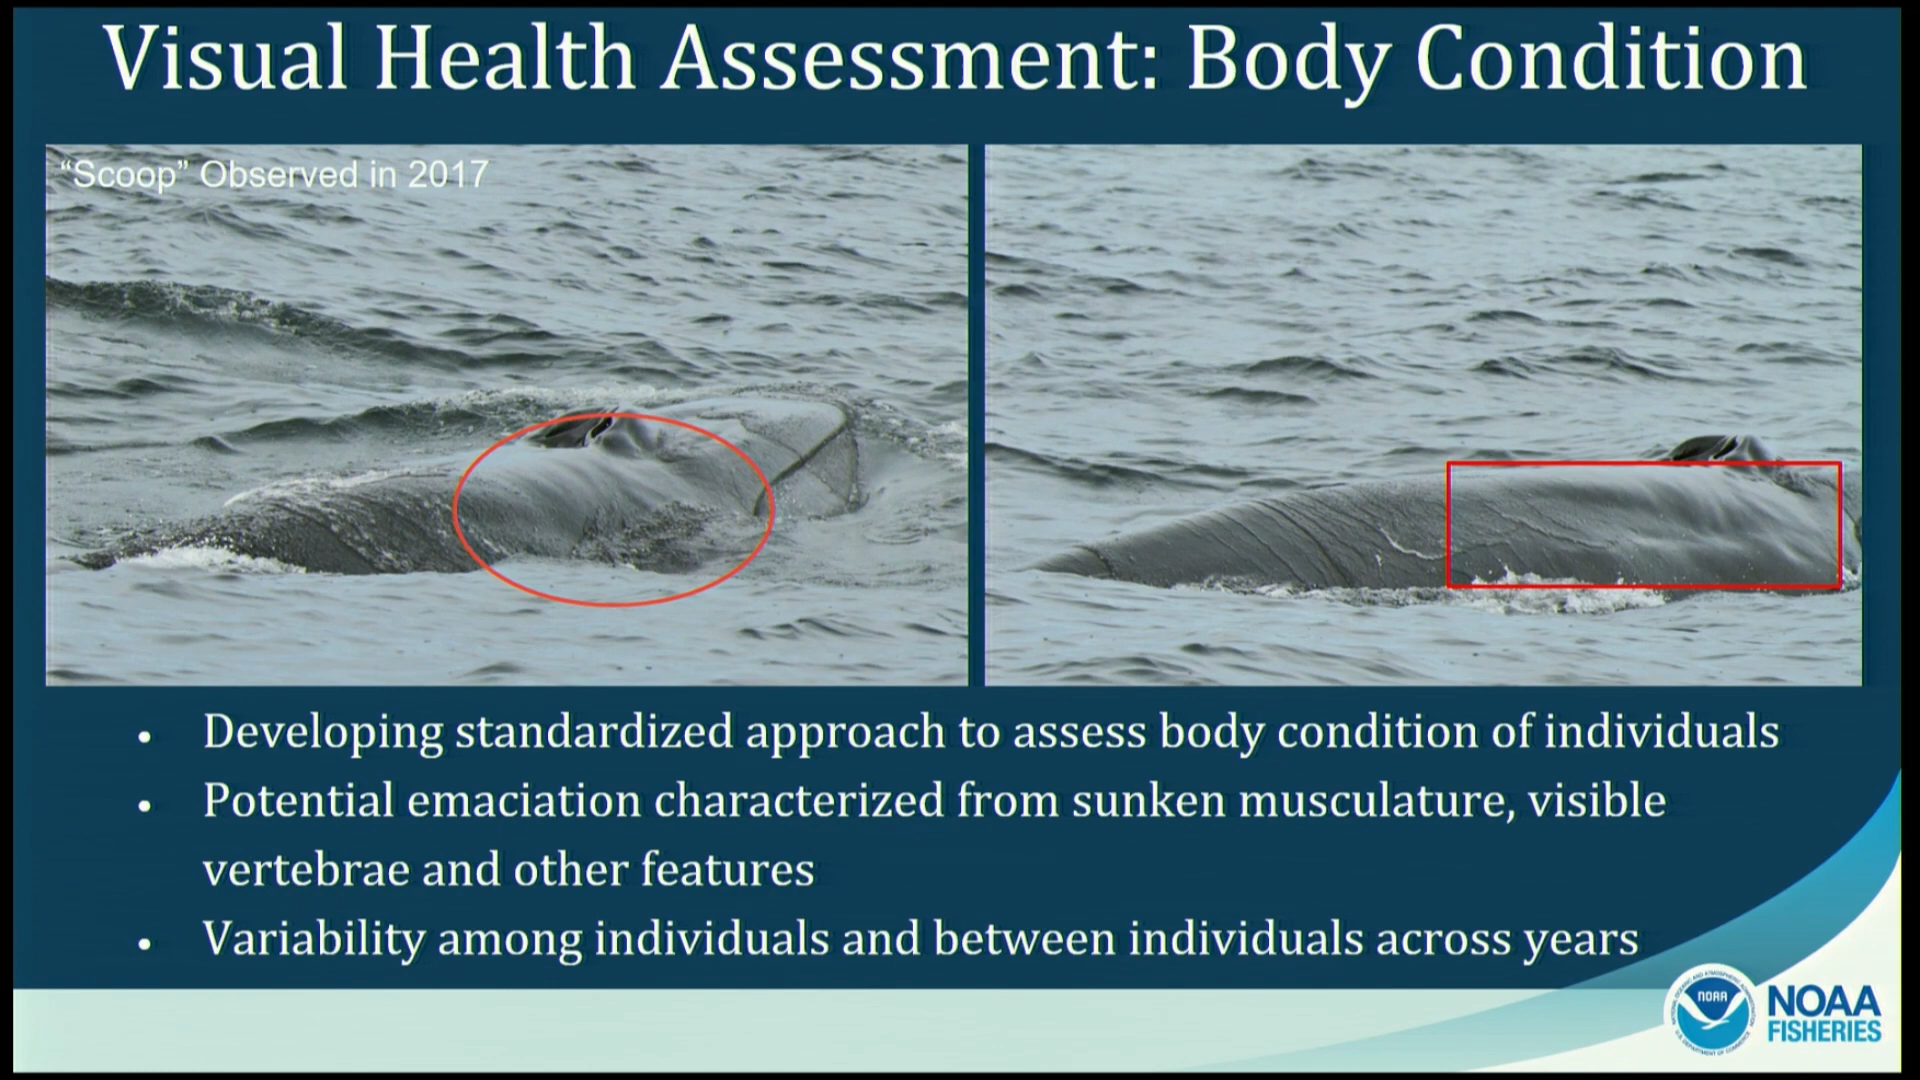 Visual Health Assessment: Body Condition
“Scoop” Observed in 2017
• Developing standardized approach to assess body condition of individuals
• Potential emaciation characterized from sunken musculature, visible
vertebrae and other features
• Variability among individuals and between individuals across years
NOAA
NOAA
FISHERIES